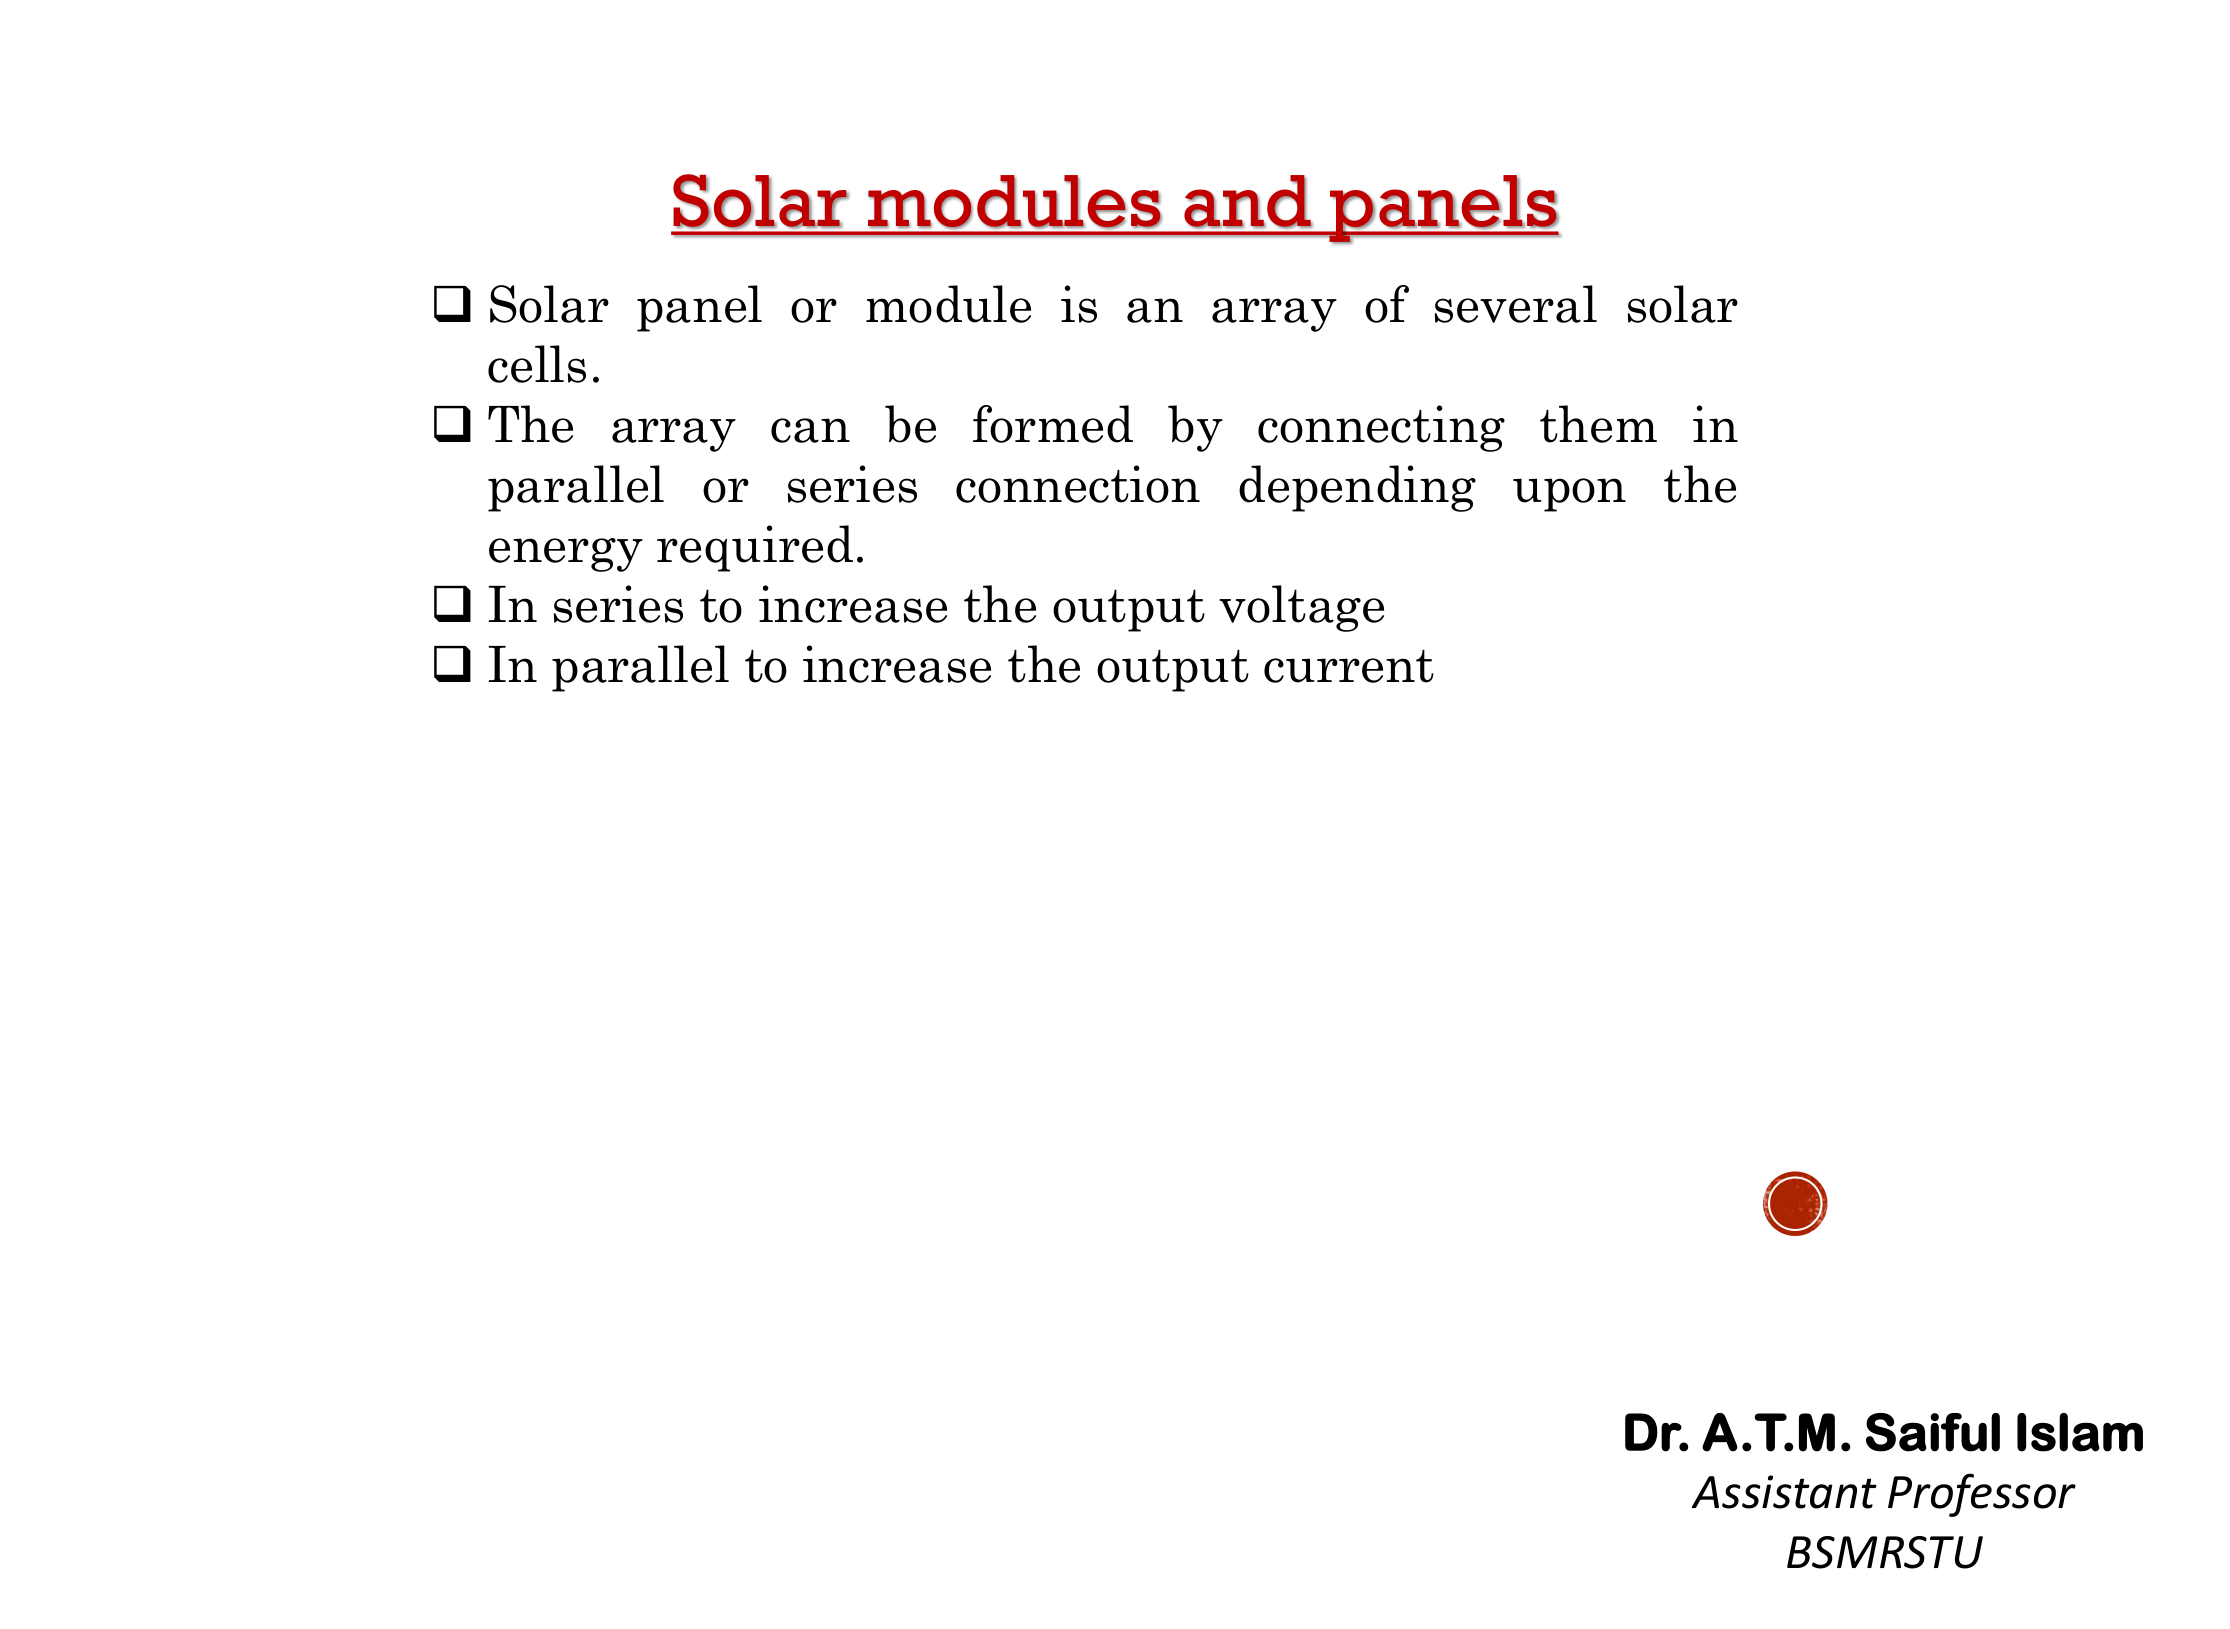 Solar modules and panels
❑ Solar panel or module is an array of several solar
cells.
❑ The array can be formed by connecting them in
parallel or series connection depending upon the
energy required.
❑ In series to increase the output voltage
❑ In parallel to increase the output current
Dr. A.T.M. Saiful Islam
Assistant Professor
BSMRSTU